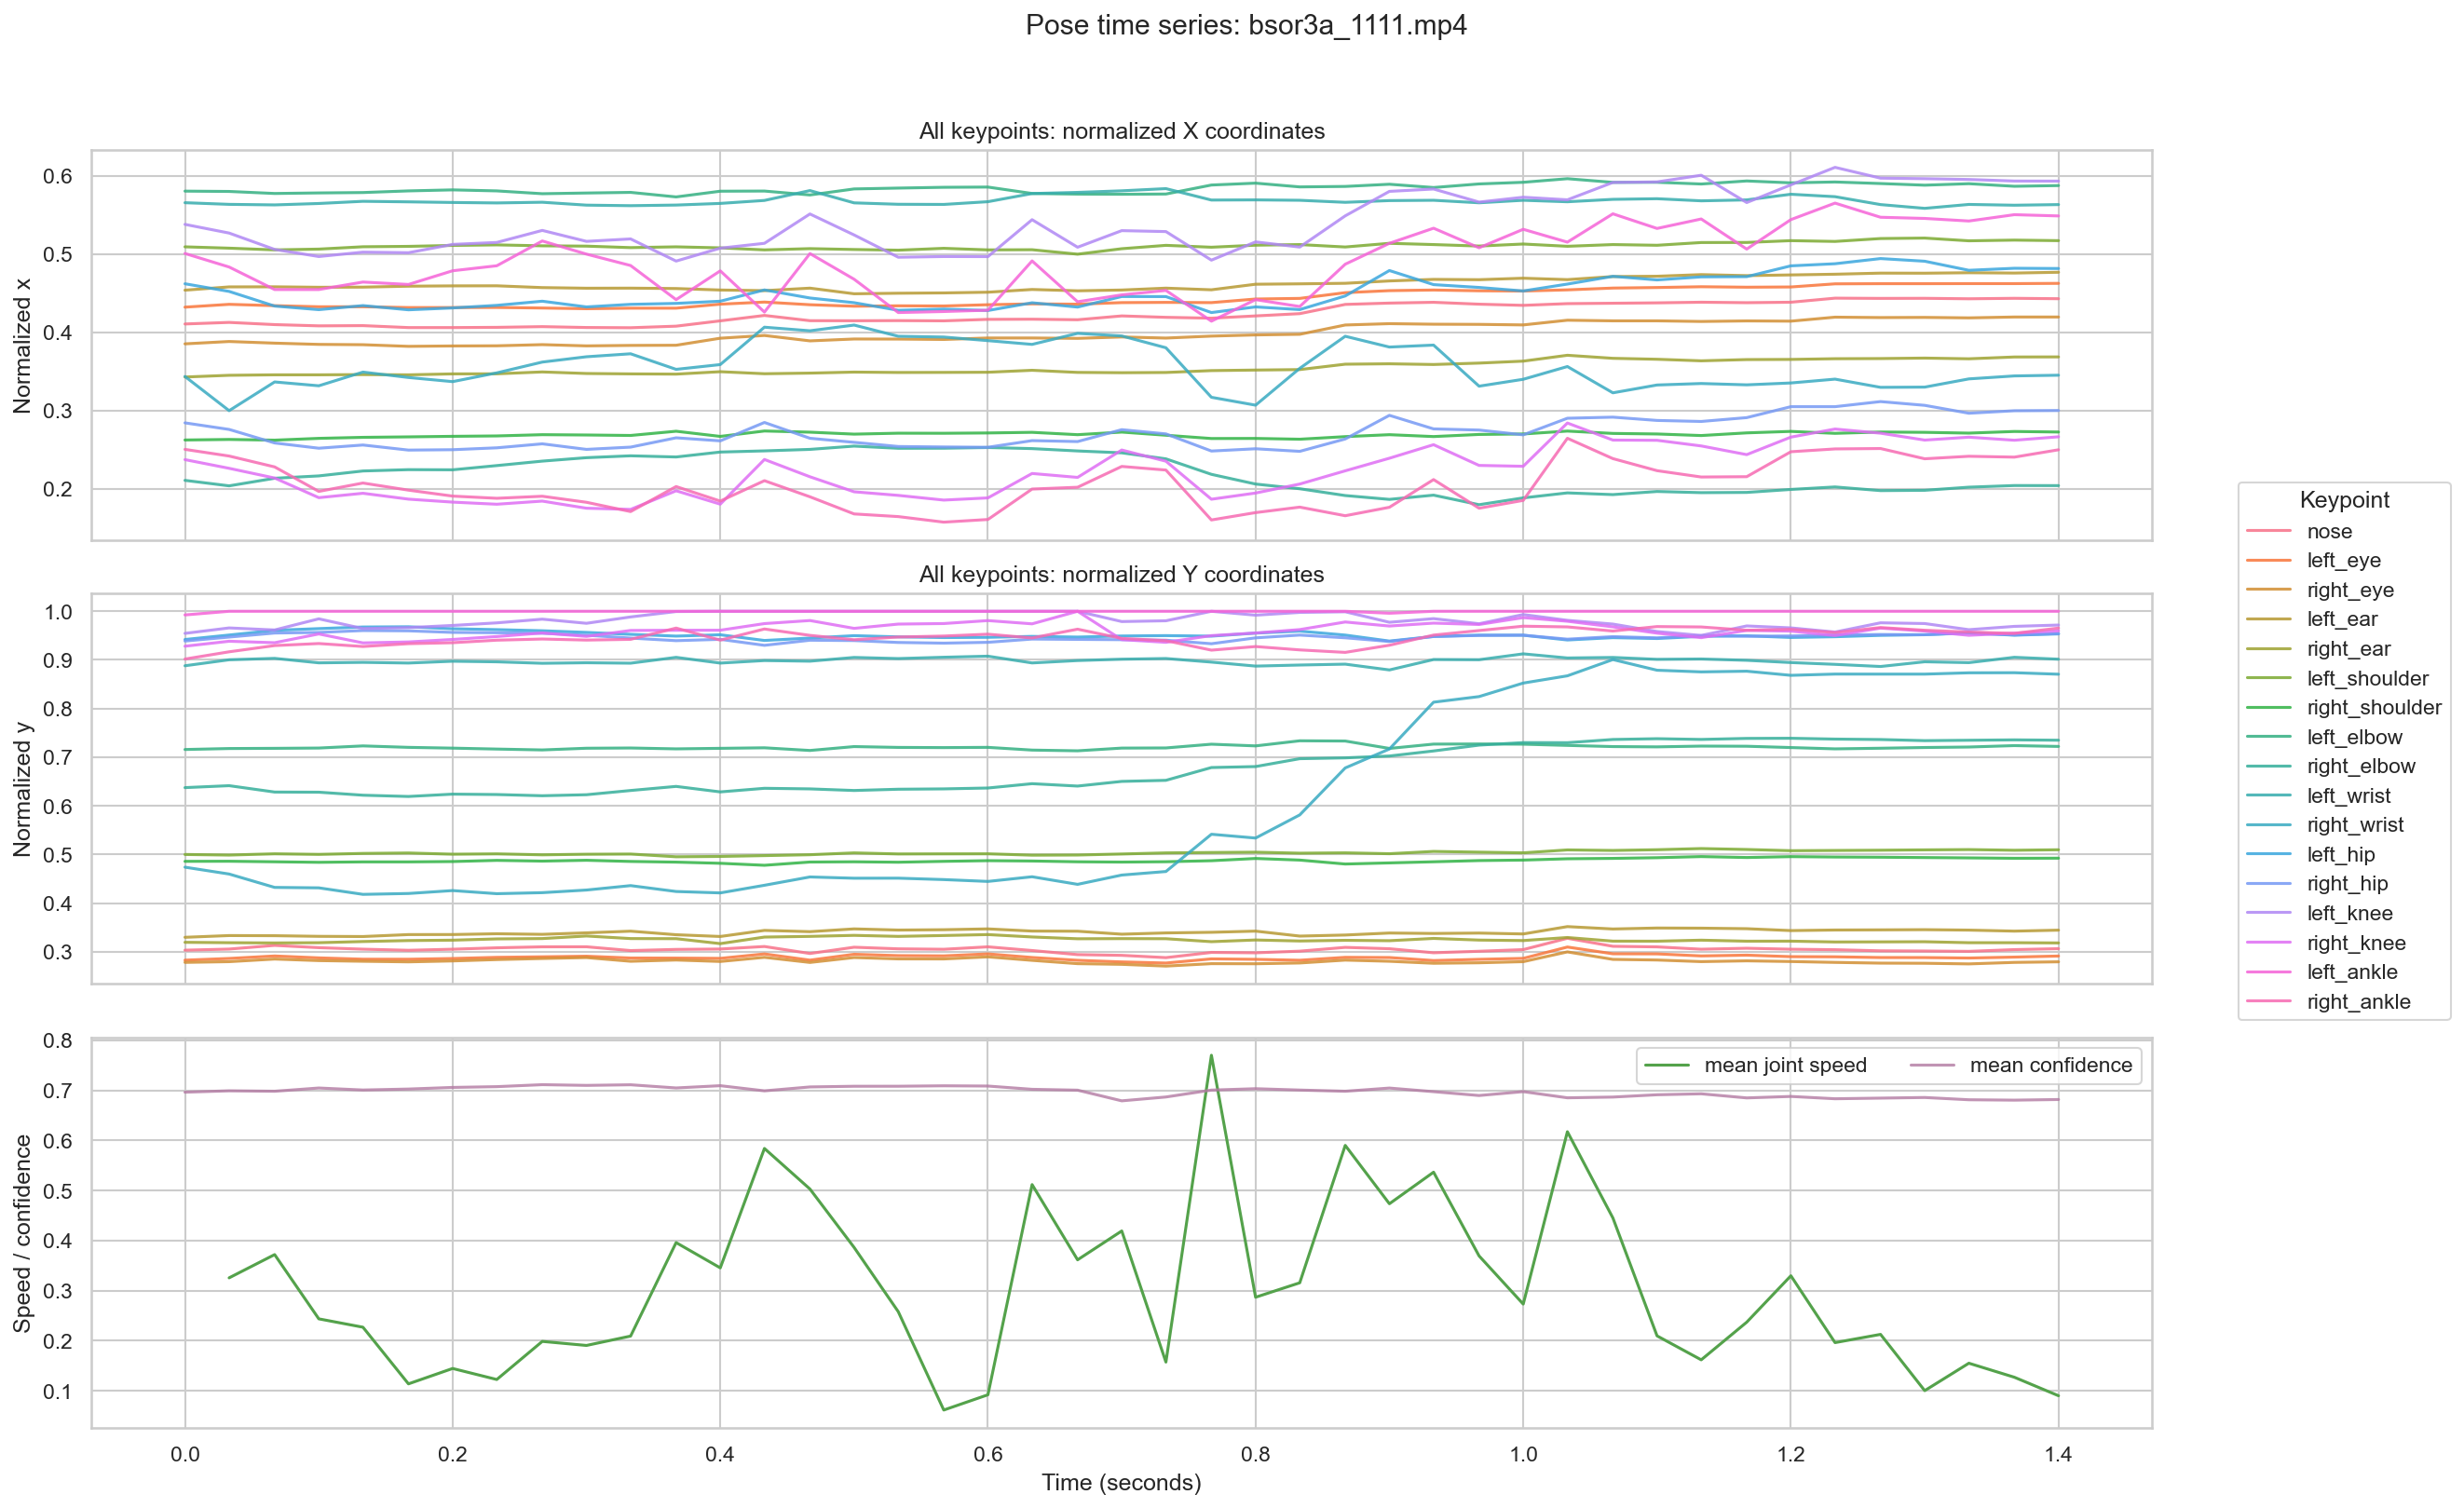 Pose time series: bsor3a_1111.mp4
All keypoints: normalized X coordinates
Normalized x
0.6
0.5
0.4
0.3
0.2
All keypoints: normalized Y coordinates
Normalized y
1.0
0.9
0.8
0.7
0.6
0.5
0.4
0.3
Keypoint
nose
left_eye
right_eye
left_ear
right_ear
left_shoulder
right_shoulder
left_elbow
right_elbow
left_wrist
right_wrist
left_hip
right_hip
left_knee
right_knee
left_ankle
right_ankle
Speed / confidence
0.8
0.7
0.6
0.5
0.4
0.3
0.2
0.1
mean joint speed mean confidence
0.0 0.2 0.4 0.6 0.8 1.0 1.2 1.4
Time (seconds)